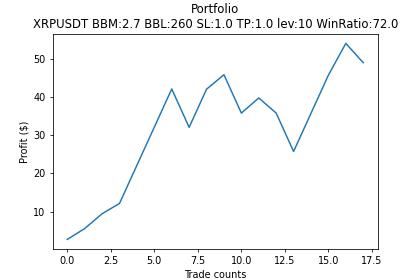 Portfolio
XRPUSDT BBM:2.7 BBL:260 SL:1.0 TP:1.0 lev:10 WinRatio:72.0
50
40
30
20
10
Profit ($)
0.0 2.5 5.0 7.5 10.0 12.5 15.0 17.5
Trade counts